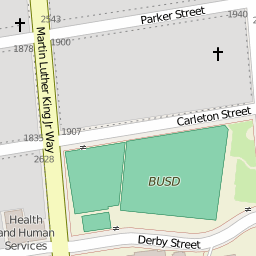 1940
Parker Street
2543
1900
1878
Martin Luther King Jr Way
Carleton Street
1907
1835
2628
BUSD
Health
and Human
Services
Derby Street